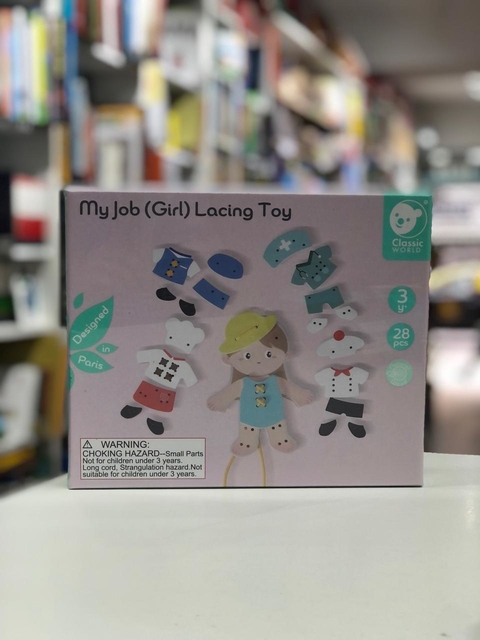 My Job (Girl) Lacing Toy
Classic
WORLD
3
y+
28
pcs
Designed
in
Paris
WARNING:
CHOKING HAZARD--Small Parts
Not for children under 3 years.
Long cord, Strangulation hazard.Not
suitable for children under 3 years.